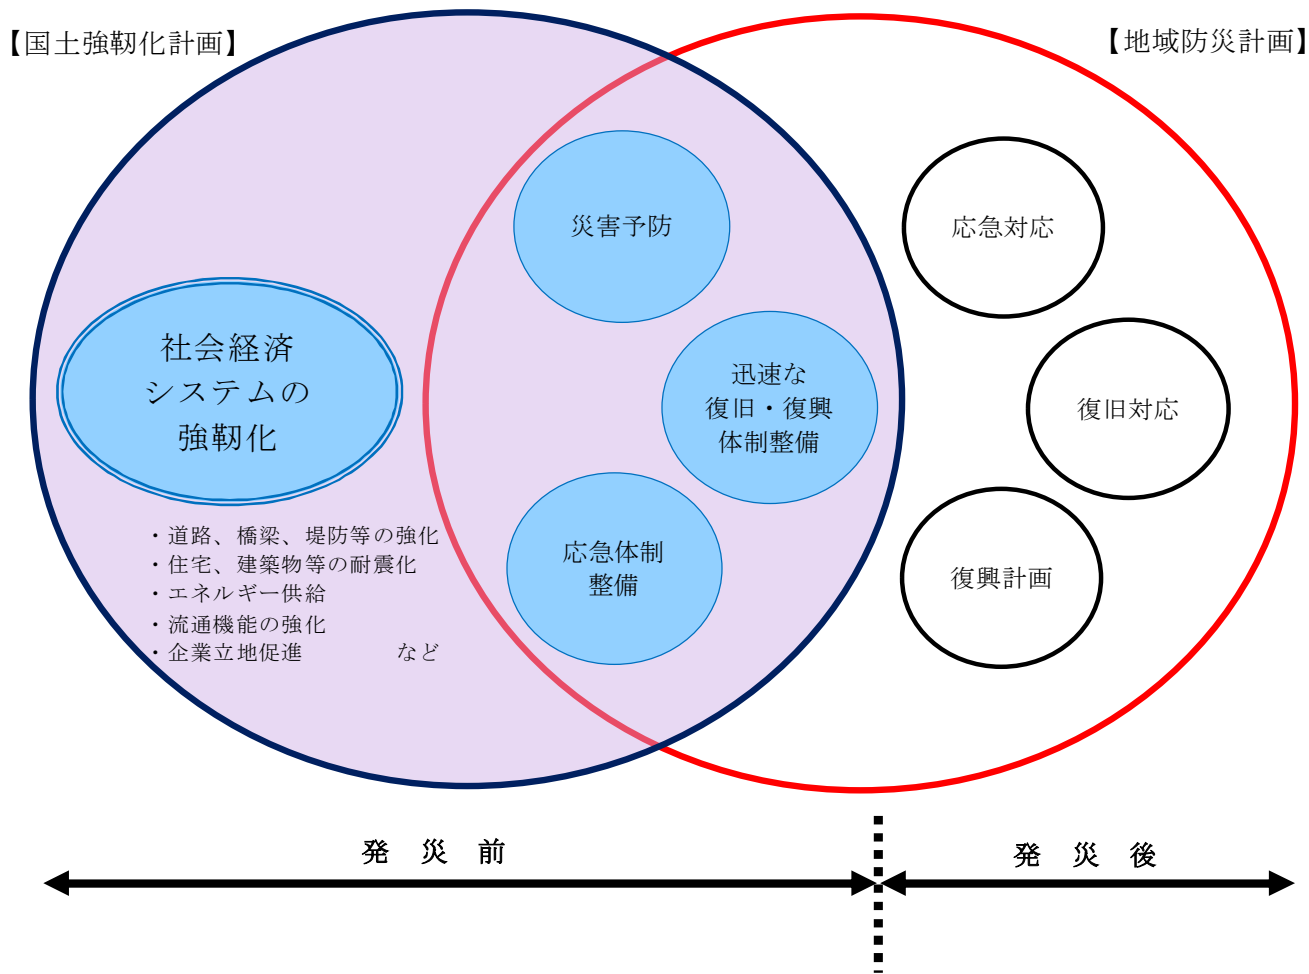 【国土強靱化計画】
【地域防災計画】
災害予防
応急対応
社会経済
システムの
強靱化
迅速な
復旧・復興
体制整備
復旧対応
・道路、橋梁、堤防等の強化
・住宅、建築物等の耐震化
・エネルギー供給
・流通機能の強化
・企業立地促進　　　　など
応急体制
整備
復興計画
発　災　前
発　災　後